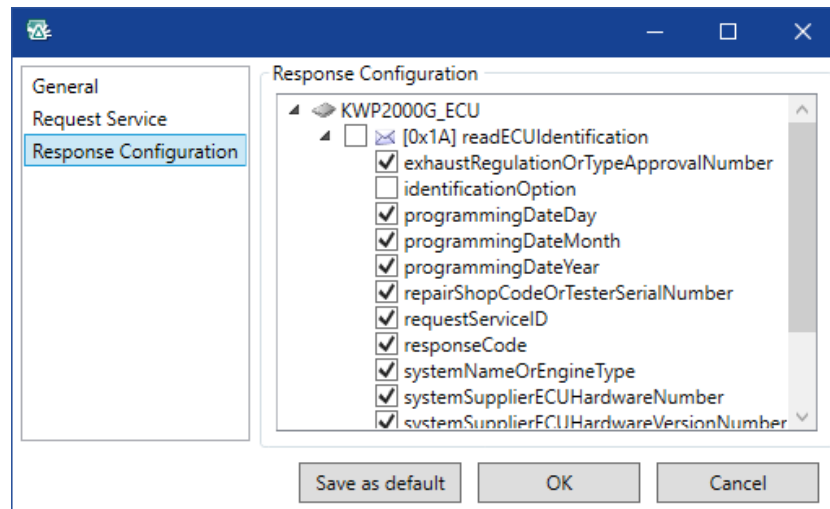 General
Request Service
Response Configuration
Response Configuration
KWP2000G_ECU
[0x1A] readECUIdentification
exhaustRegulationOrTypeApprovalNumber
identificationOption
programmingDateDay
programmingDateMonth
programmingDateYear
repairShopCodeOrTesterSerialNumber
requestServiceID
responseCode
systemNameOrEngineType
systemSupplierECUHardwareNumber
systemSupplierECUHardwareVersionNumber
Save as default
OK
Cancel